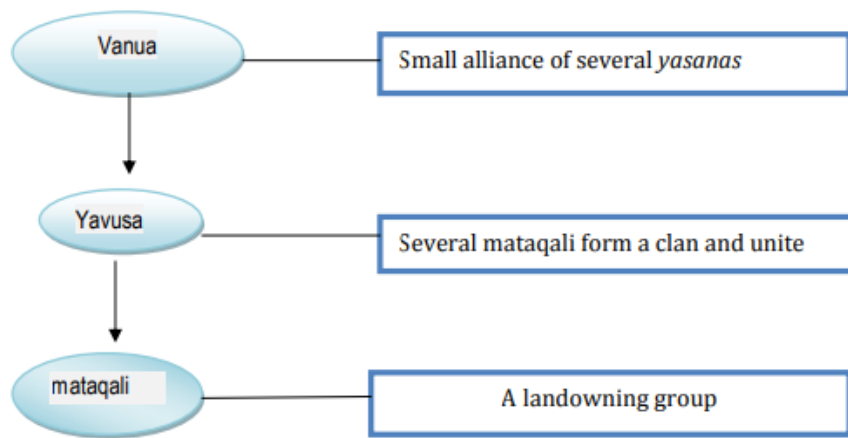 Vanua
Small alliance of several yasanas
Yavusa
Several mataqali form a clan and unite
mataqali
A landowning group